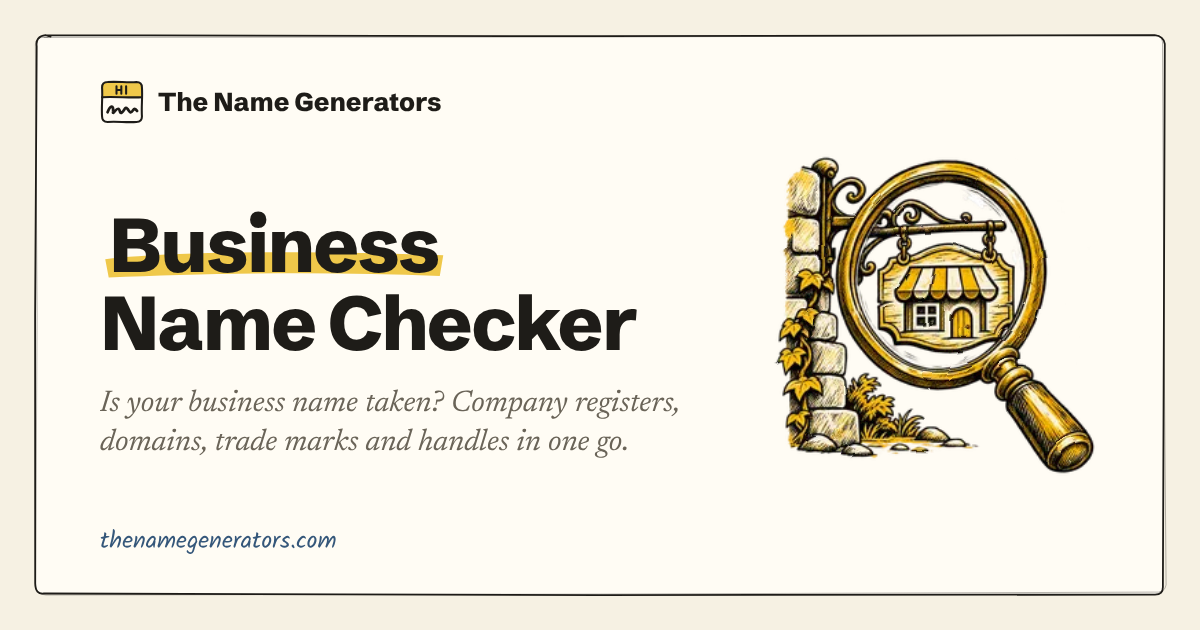 HI
The Name Generators
Business
Name Checker
Is your business name taken? Company registers,
domains, trade marks and handles in one go.
thenamegenerators.com